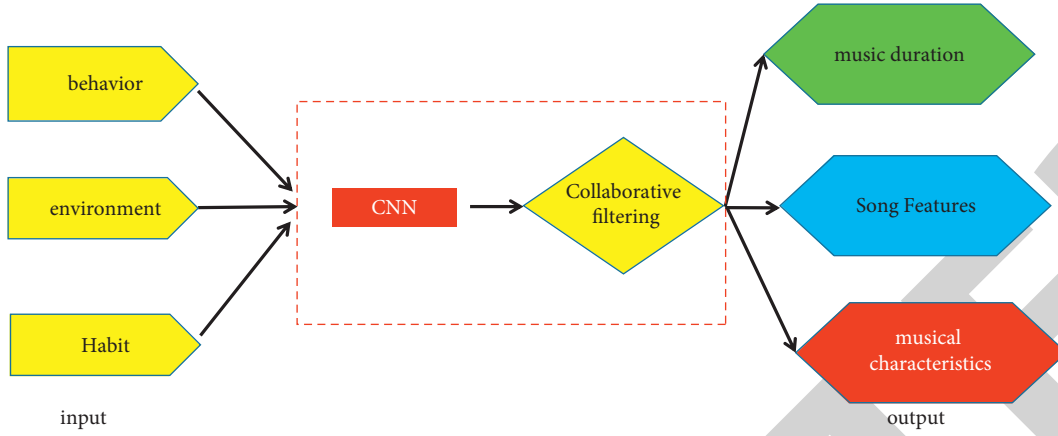 behavior
environment
Habit
input
CNN
Collaborative
filtering
music duration
Song Features
musical
characteristics
output